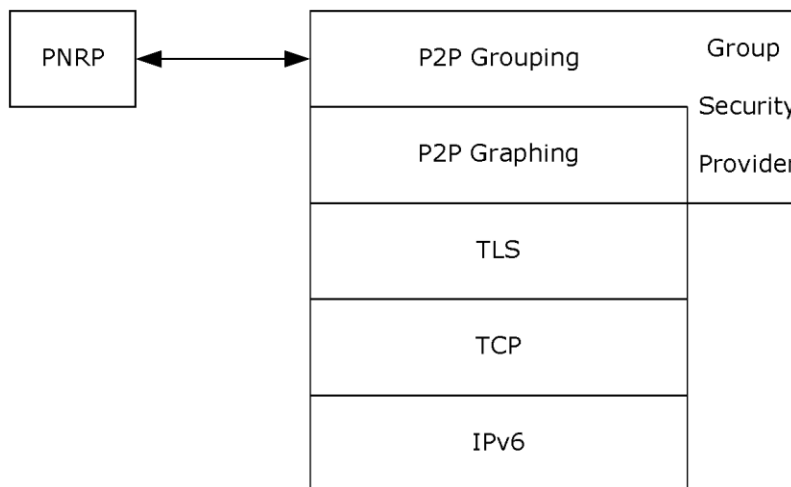 PNRP
P2P Grouping
Group
Security
Provider
P2P Graphing
TLS
TCP
IPv6